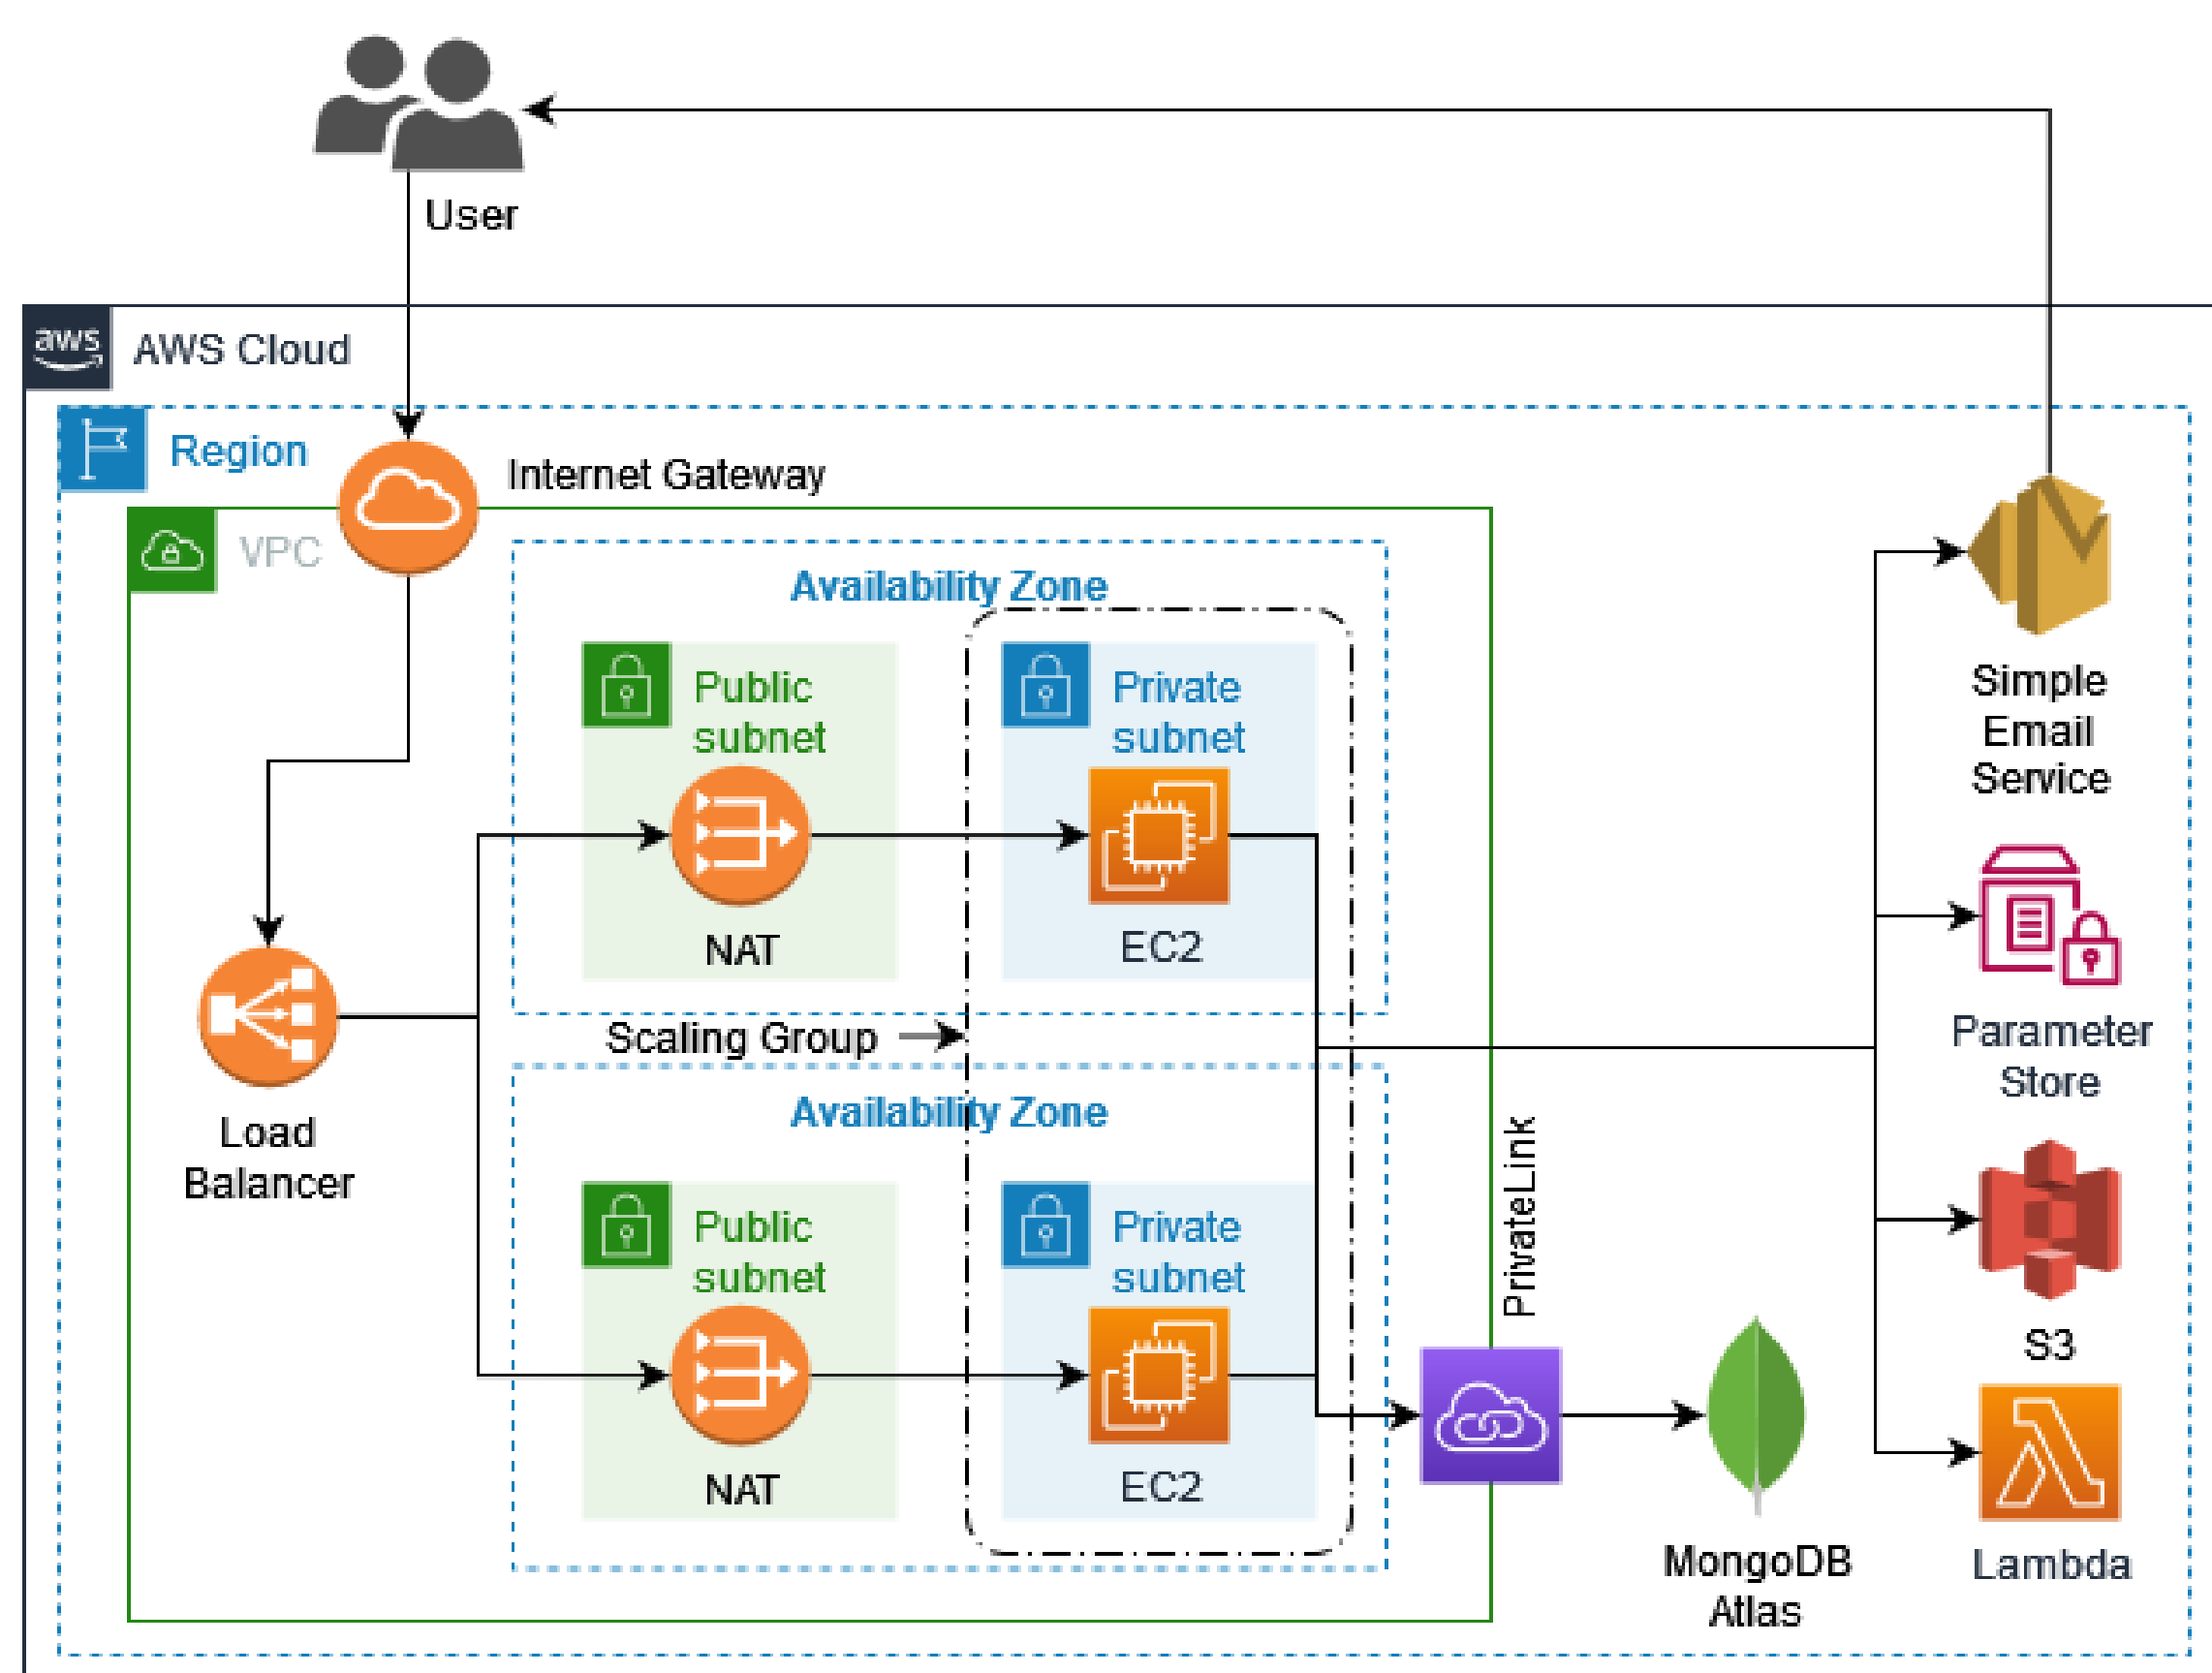 User
aws
AWS Cloud
Region
Internet Gateway
VPC
Availability Zone
Public
subnet
Private
subnet
NAT
EC2
Scaling Group
Load
Balancer
Availability Zone
Public
subnet
Private
subnet
NAT
EC2
PrivateLink
MongoDB
Atlas
Simple
Email
Service
Parameter
Store
S3
Lambda